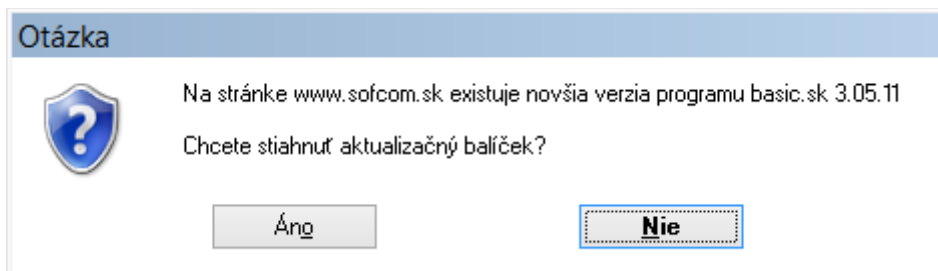 Otázka
Na stránke www.sofcom.sk existuje novšia verzia programu basic.sk 3.05.11
Chcete stiahnuť aktualizačný balíček?
Áno
Nie